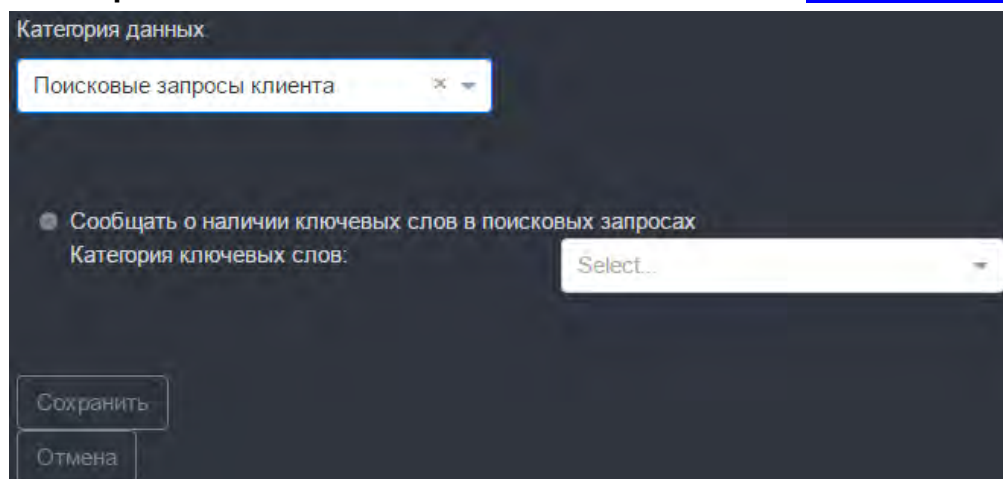 Категория данных
Поисковые запросы клиента ×
Сообщать о наличии ключевых слов в поисковых запросах
Категория ключевых слов:
Select...
Сохранить
Отмена